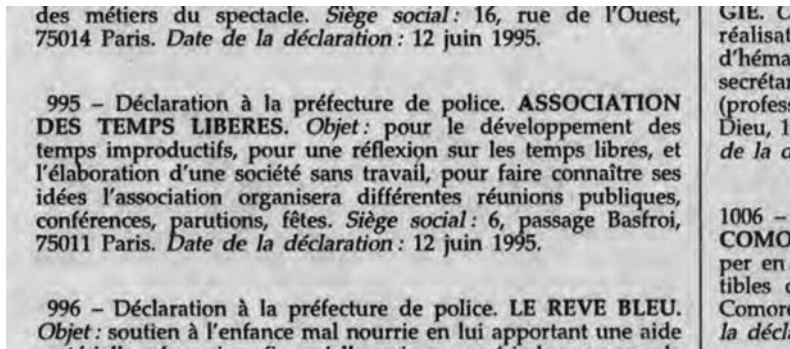 des métiers du spectacle. Siège social : 16, rue de l'Ouest,
75014 Paris. Date de la déclaration : 12 juin 1995.
995 – Déclaration à la préfecture de police. ASSOCIATION
DES TEMPS LIBERES. Objet : pour le développement des
temps improductifs, pour une réflexion sur les temps libres, et
l'élaboration d'une société sans travail, pour faire connaître ses
idées l'association organisera différentes réunions publiques,
conférences, parutions, fêtes. Siège social : 6, passage Basfroi,
75011 Paris. Date de la déclaration : 12 juin 1995.
996 – Déclaration à la préfecture de police. LE REVE BLEU.
Objet : soutien à l'enfance mal nourrie en lui apportant une aide
GIE.
réalisat
d'héma
secrétar
(profess
Dieu, 1
de la d
1006 –
COMO
per en
tibles
Comore
la décla